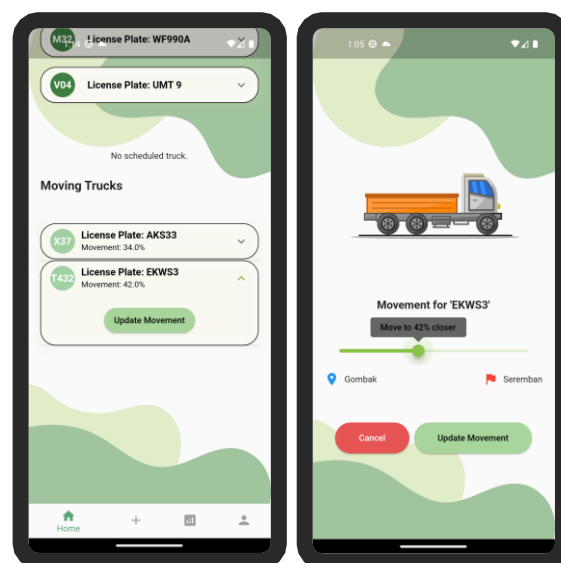 M32 License Plate: WF990A
V04 License Plate: UMT 9
No scheduled truck.
Moving Trucks
X37 License Plate: AKS33
Movement: 34.0%
T432 License Plate: EKWS3
Movement: 42.0%
Update Movement
Home
1:05
Movement for 'EKWS3'
Move to 42% closer
Gombak Seremban
Cancel Update Movement